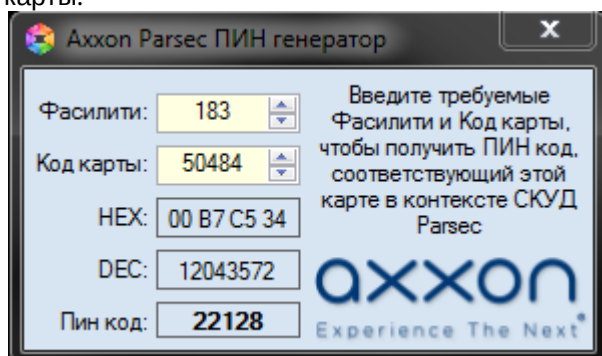 карты.
Axxon Parsec ПИН генератор
x
Фасилити: 183
Код карты: 50484
HEX: 00 B7 C5 34
DEC: 12043572
Пин код: 22128
Введите требуемые
Фасилити и Код карты,
чтобы получить ПИН код,
соответствующий этой
карте в контексте СКУД
Parsec
axxon
Experience The Next®